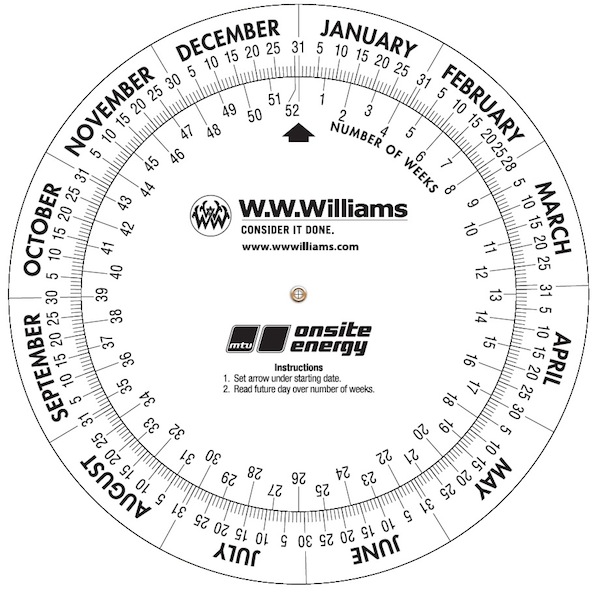 JANUARY
5 10 15 20 25 31
FEBRUARY
5 10 15 20 25 28
MARCH
5 10 15 20 25 31
APRIL
5 10 15 20 25 30
MAY
5 10 15 20 25 31
JUNE
5 10 15 20 25 30
JULY
5 10 15 20 25 31
AUGUST
5 10 15 20 25 31
SEPTEMBER
5 10 15 20 25 30
OCTOBER
5 10 15 20 25 31
NOVEMBER
5 10 15 20 25 30
DECEMBER
5 10 15 20 25 31
1 2 3 4 5 6 7 8 9 10 11 12 13 15 16 17 18 19 20 21 22 24 25 26 27 28 29 30 32 33 34 35 36 37 38 39 40 41 42 43 44 45 46 47 48 49 50 51 52
NUMBER OF WEEKS
W.W.Williams
CONSIDER IT DONE.
www.wwwilliams.com
mtu
onsite
energy
Instructions
1. Set arrow under starting date.
2. Read future day over number of weeks.